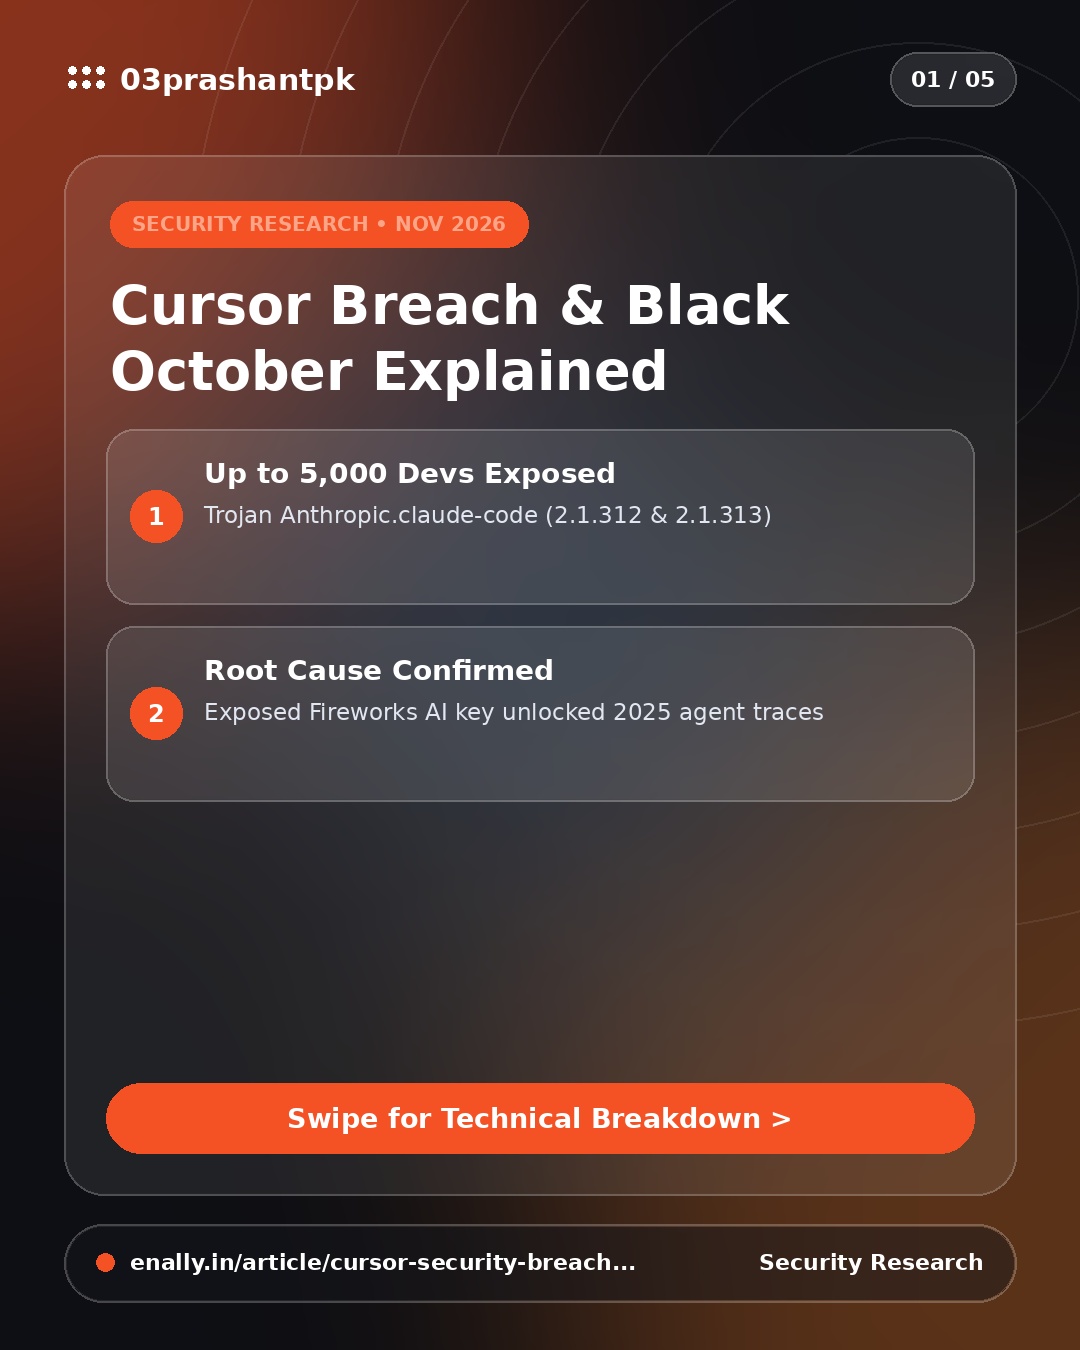 03prashantpk
01 / 05
SECURITY RESEARCH • NOV 2026
Cursor Breach & Black
October Explained
1
Up to 5,000 Devs Exposed
Trojan Anthropic.claude-code (2.1.312 & 2.1.313)
2
Root Cause Confirmed
Exposed Fireworks AI key unlocked 2025 agent traces
Swipe for Technical Breakdown >
enally.in/article/cursor-security-breach...
Security Research